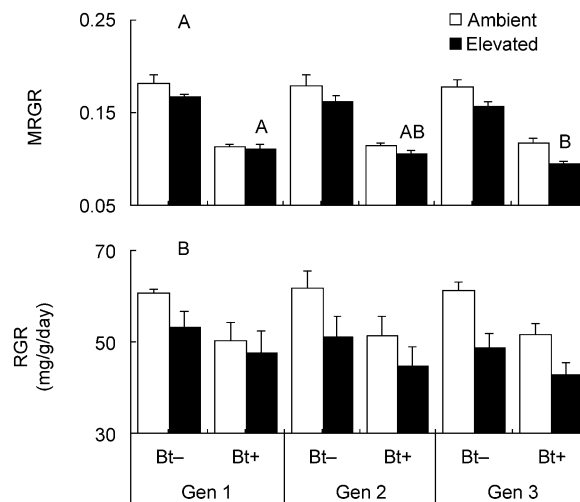 0.25
A
Ambient
Elevated
MRGR
0.15
A
AB
B
0.05
70
B
RGR
(mg/g/day)
50
30
Bt– Bt+ Bt– Bt+ Bt– Bt+
Gen 1 Gen 2 Gen 3